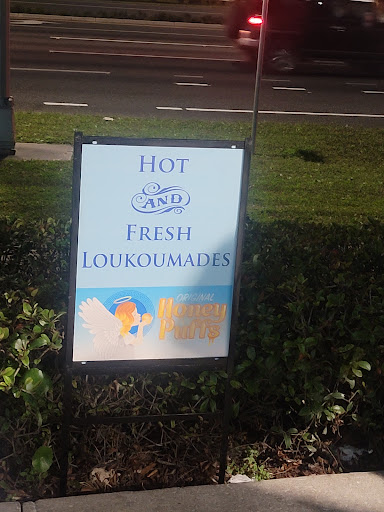 HOT
AND
FRESH
LOUKOUMADES
ORIGINAL
Honey
Puffs